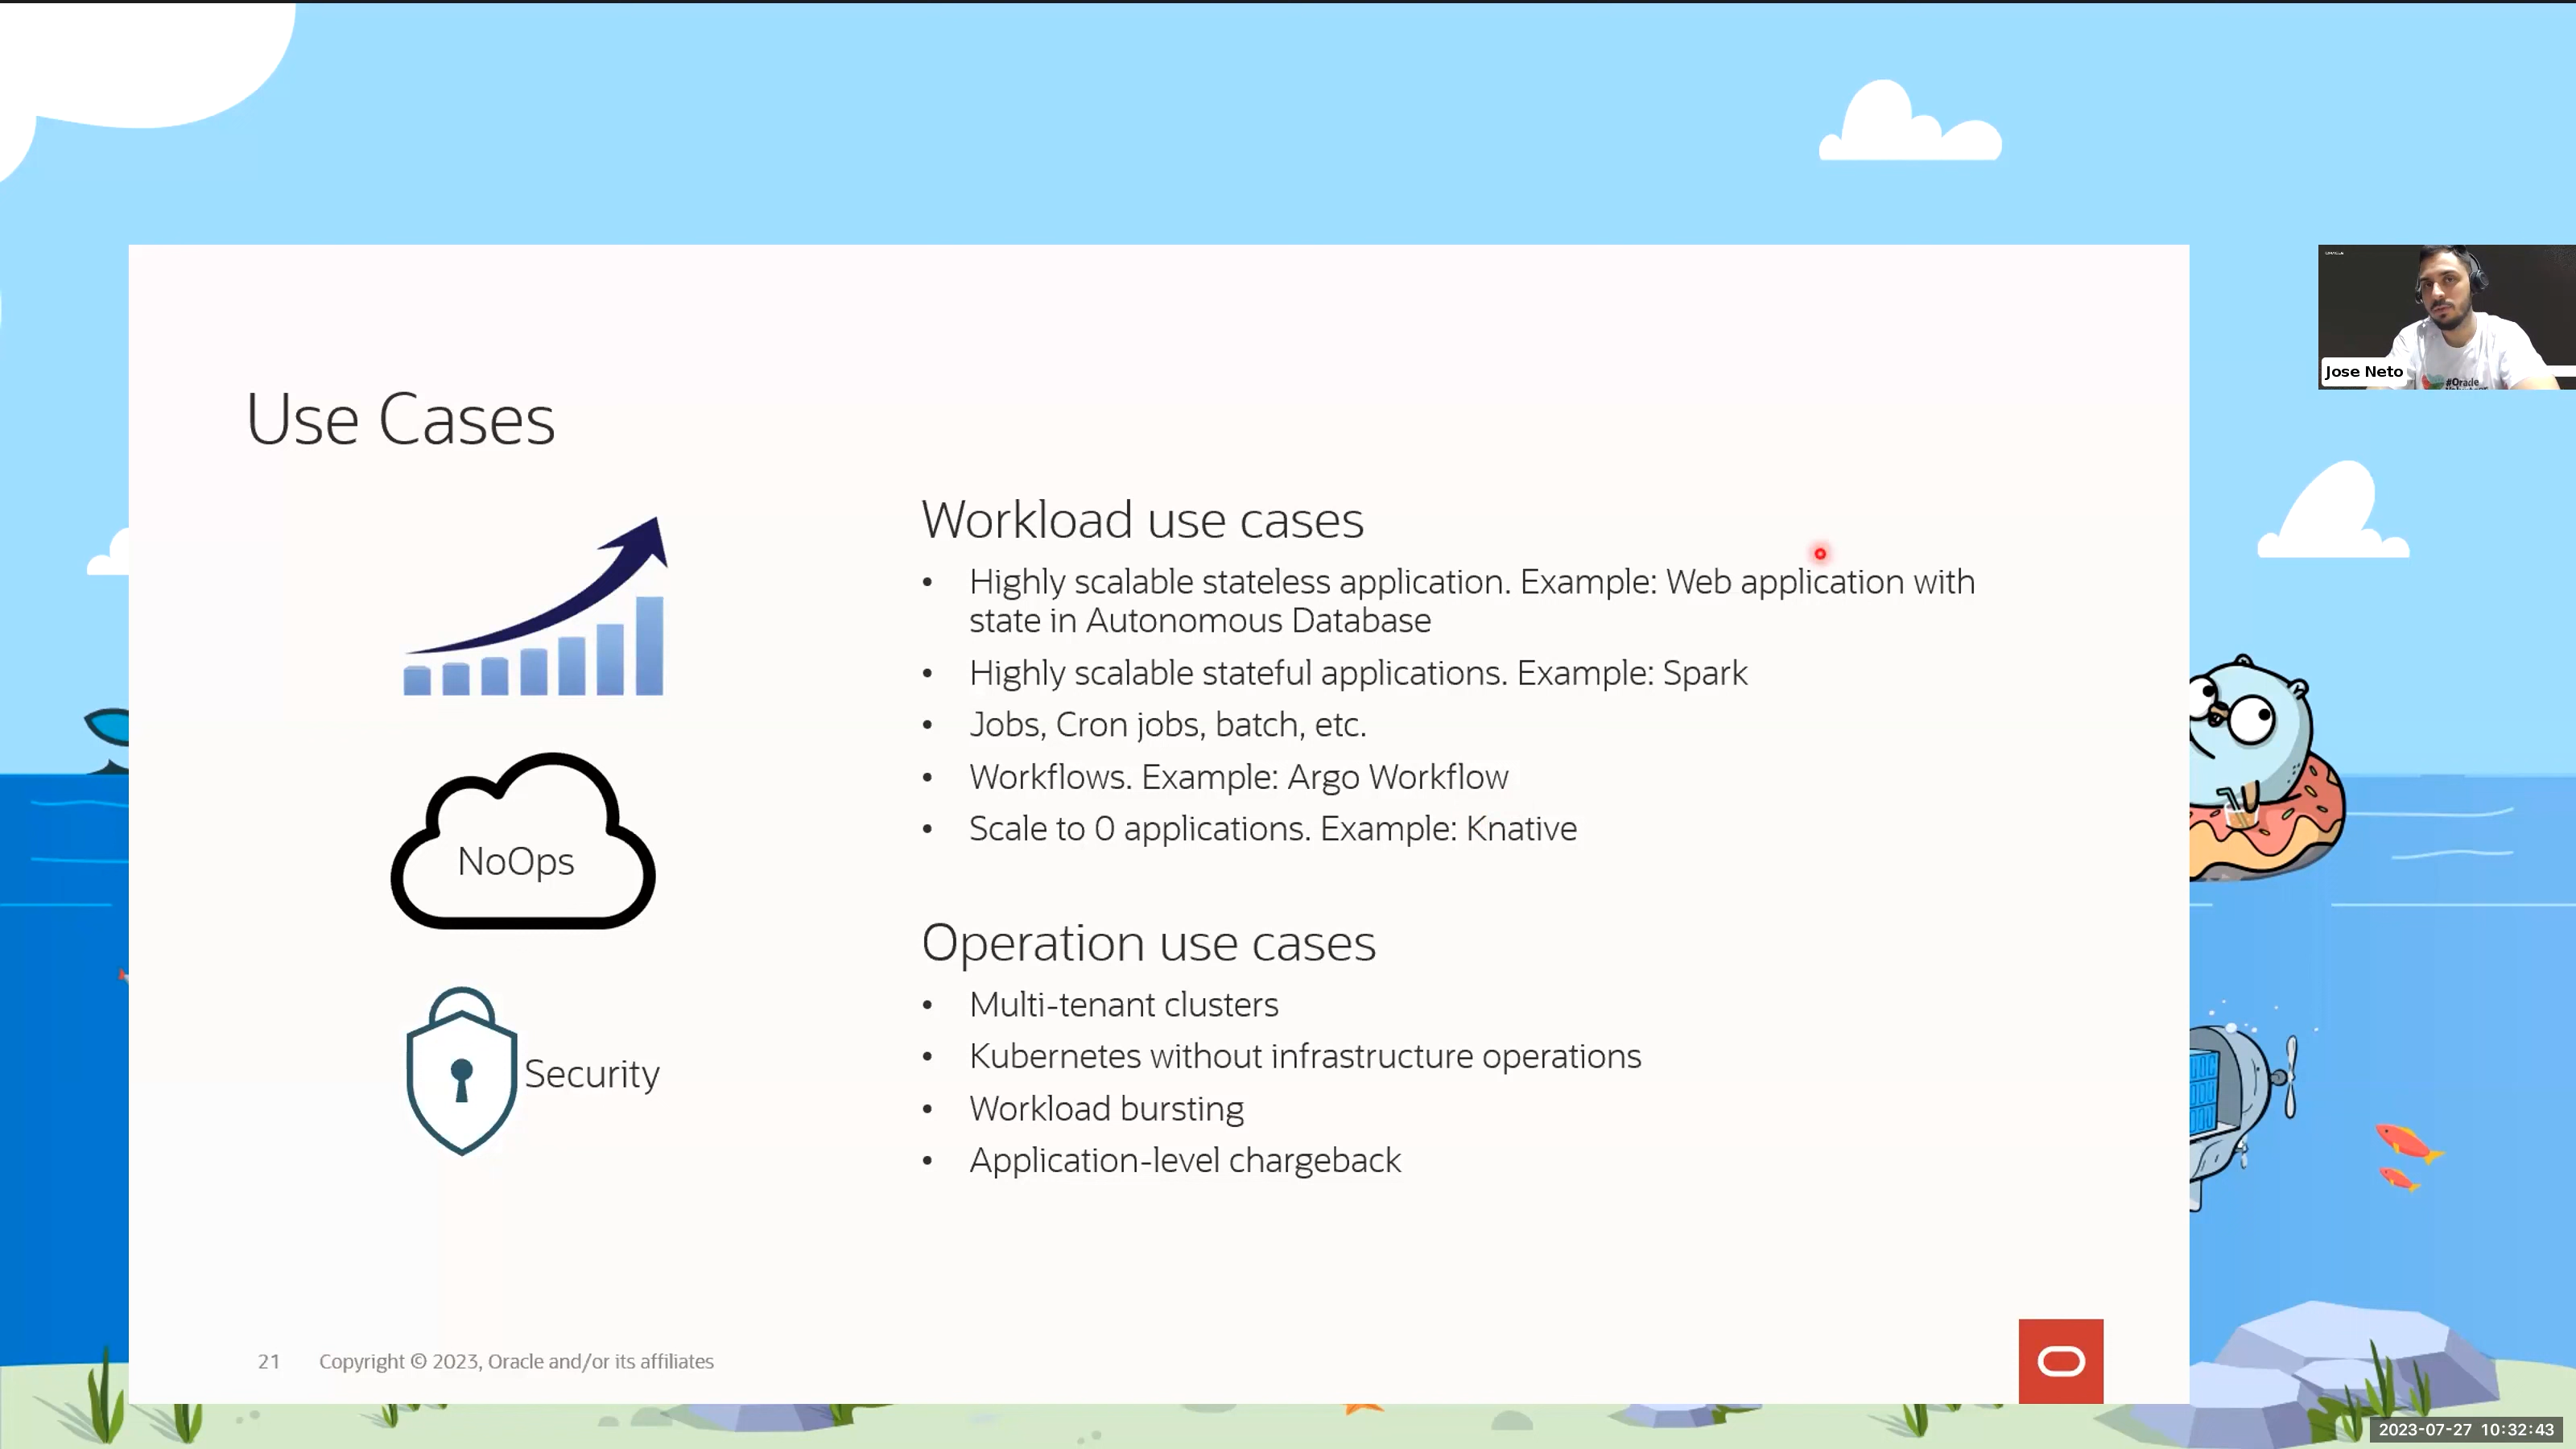 Use Cases
Workload use cases
• Highly scalable stateless application. Example: Web application with
state in Autonomous Database
• Highly scalable stateful applications. Example: Spark
• Jobs, Cron jobs, batch, etc.
• Workflows. Example: Argo Workflow
• Scale to 0 applications. Example: Knative
NoOps
Operation use cases
• Multi-tenant clusters
• Kubernetes without infrastructure operations
• Workload bursting
• Application-level chargeback
Security
21 Copyright © 2023, Oracle and/or its affiliates
Jose Neto
#Oracle
2023-07-27 10:32:43